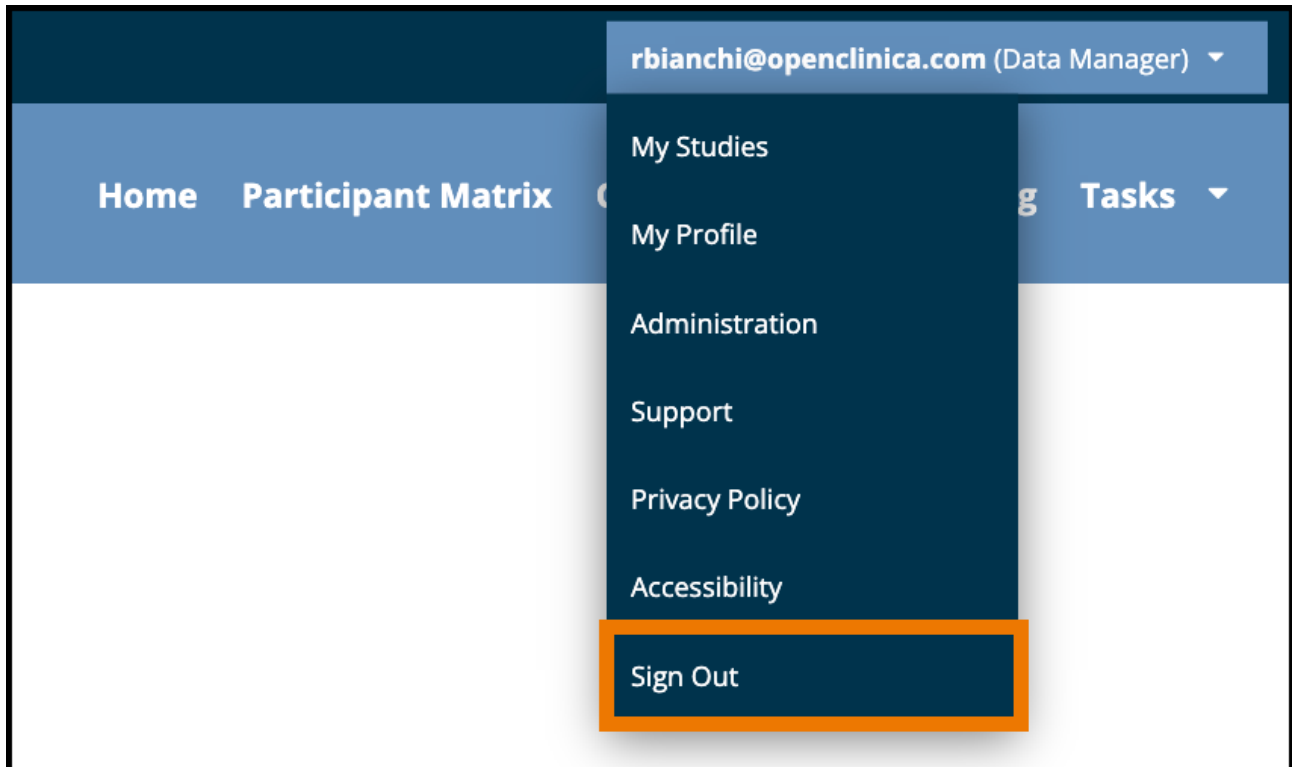 rbianchi@openclinica.com (Data Manager)
Home Participant Matrix Tasks
My Studies
My Profile
Administration
Support
Privacy Policy
Accessibility
Sign Out